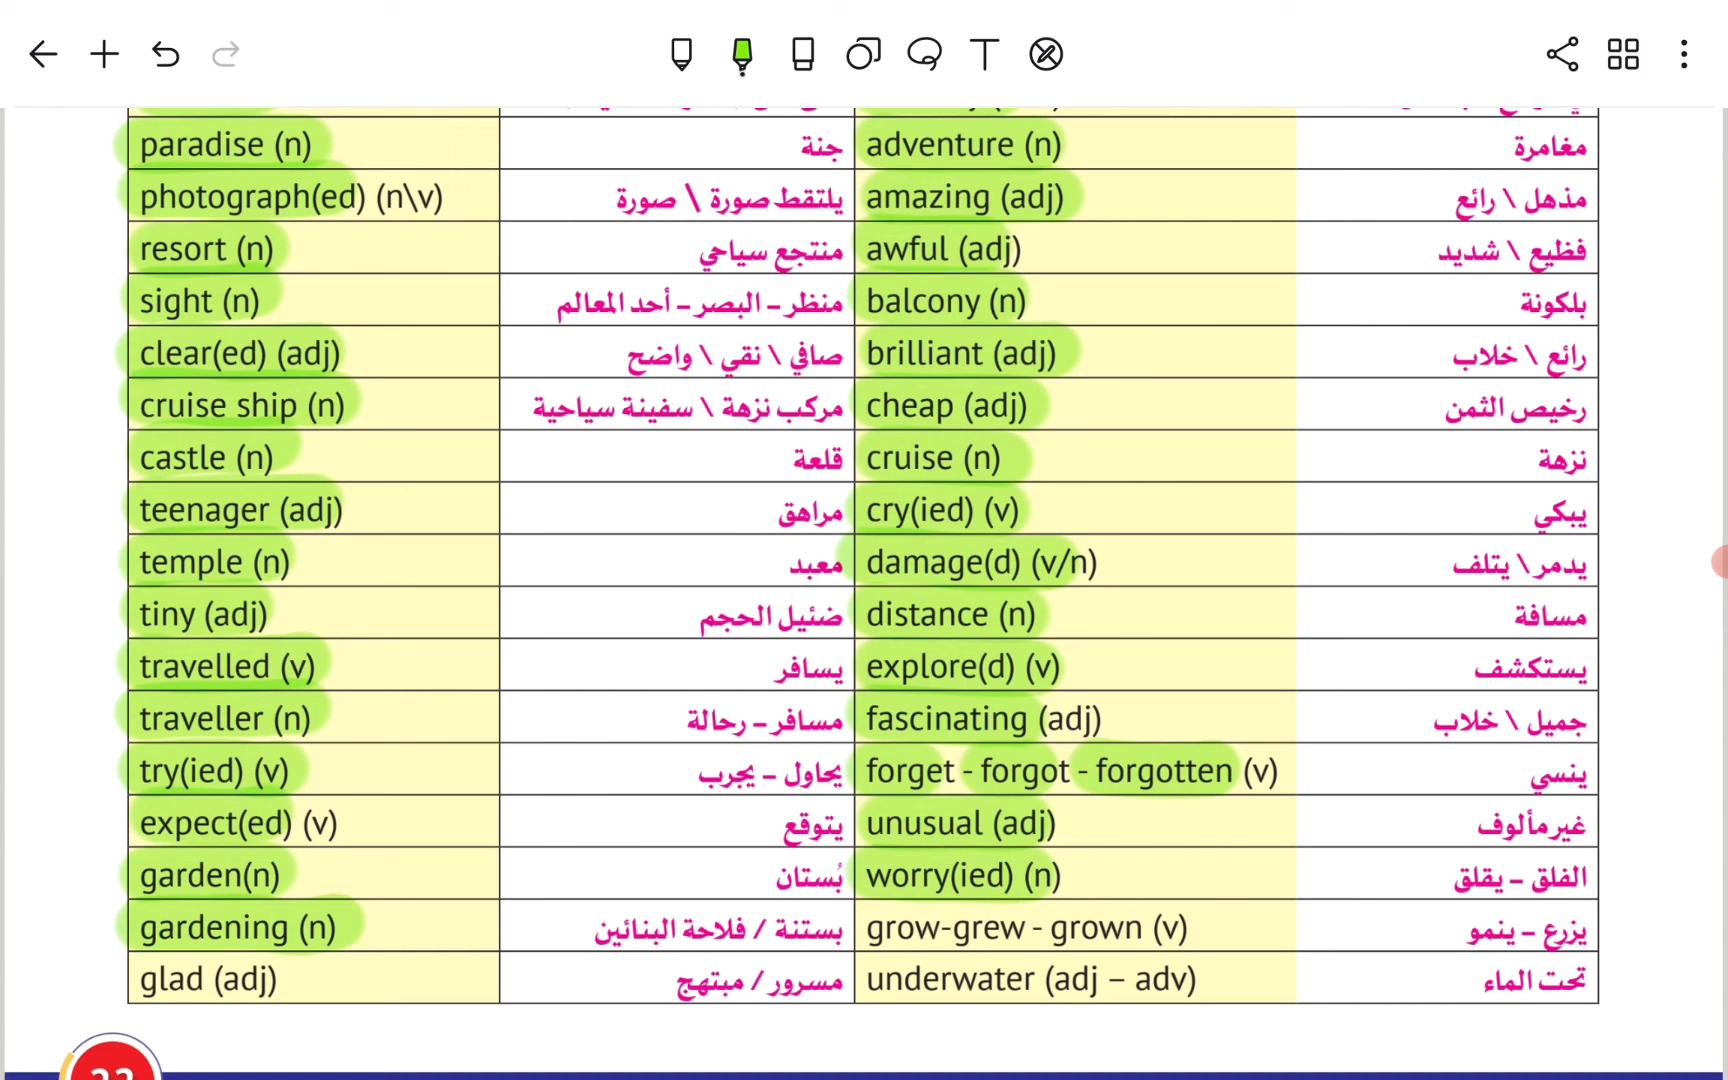 paradise (n) جنة adventure (n) مغامرة
photograph(ed) (n\v) يلتقط صورة \ صورة amazing (adj) مذهل \ رائع
resort (n) منتجع سياحي awful (adj) فظيع \ شديد
sight (n) منظر – البصر – أحد المعالم balcony (n) بلكونة
clear(ed) (adj) صافي \ نقي \ واضح brilliant (adj) رائع \ خلاب
cruise ship (n) مركب نزهة \ سفينة سياحية cheap (adj) رخيص الثمن
castle (n) قلعة cruise (n) نزهة
teenager (adj) مراهق cry(ied) (v) يبكي
temple (n) معبد damage(d) (v/n) يدمر \ يتلف
tiny (adj) ضئيل الحجم distance (n) مسافة
travelled (v) يسافر explore(d) (v) يستكشف
traveller (n) مسافر – رحالة fascinating (adj) جميل \ خلاب
try(ied) (v) يحاول – يجرب forget - forgot - forgotten (v) ينسي
expect(ed) (v) يتوقع unusual (adj) غير مألوف
garden(n) بُستان worry(ied) (n) الفلق – يقلق
gardening (n) بستنة / فلاحة البنائين grow-grew - grown (v) يزرع – ينمو
glad (adj) مسرور / مبتهج underwater (adj – adv) تحت الماء